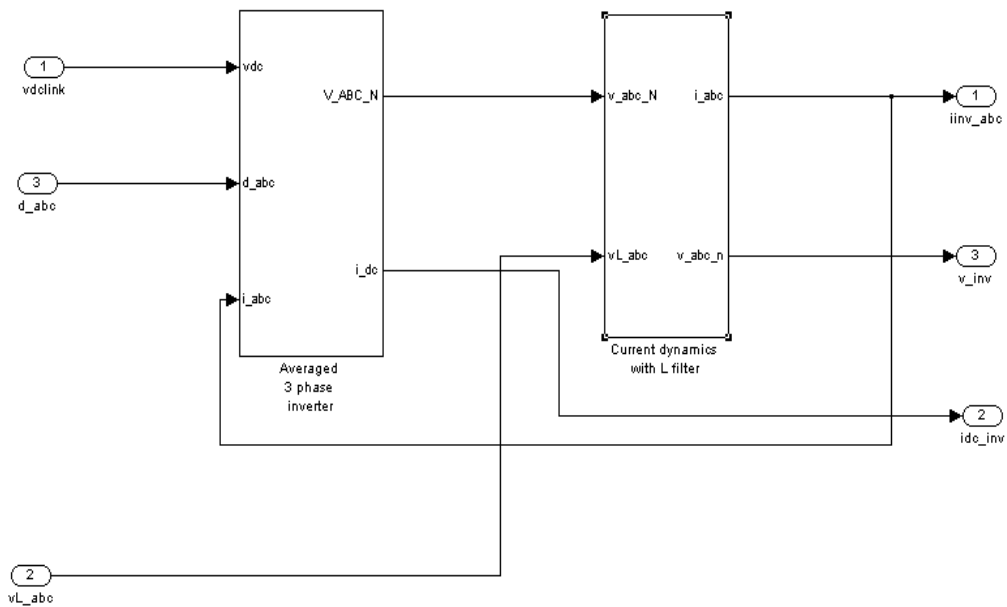 1
vdclink
3
d_abc
vdc
d_abc
i_abc
V_ABC_N
i_dc
Averaged
3 phase
inverter
v_abc_N
vL_abc
i_abc
v_abc_n
Current dynamics
with L filter
1
iinv_abc
3
v_inv
2
idc_inv
2
vL_abc